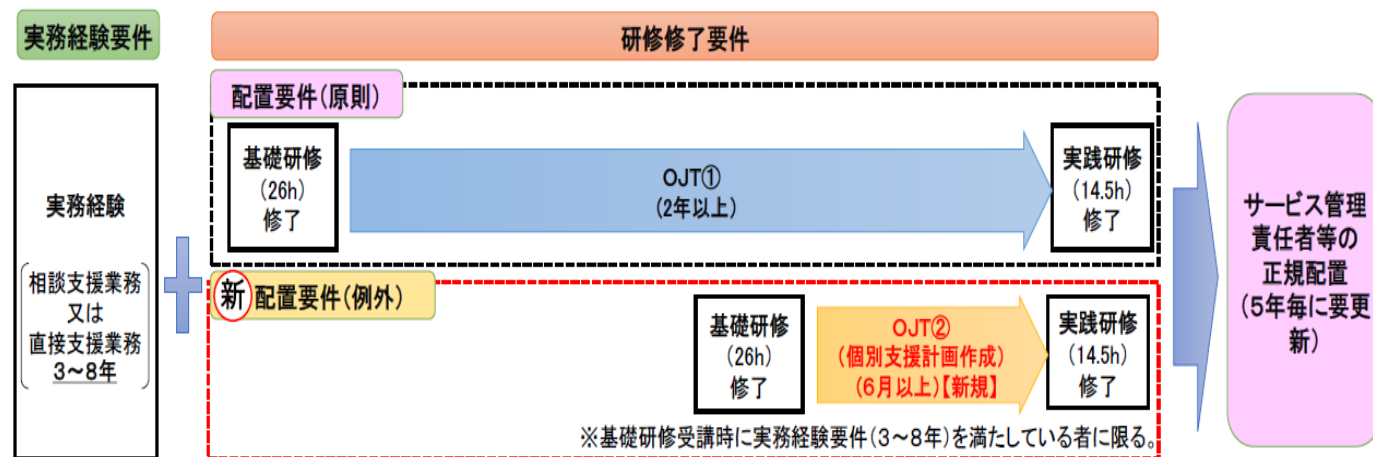 実務経験要件
研修修了要件
実務経験
相談支援業務
又は
直接支援業務
3～8年
配置要件(原則)
基礎研修
(26h)
修了
OJT①
(2年以上)
実践研修
(14.5h)
修了
新 配置要件(例外)
基礎研修
(26h)
修了
OJT②
(個別支援計画作成)
(6月以上)【新規】
実践研修
(14.5h)
修了
※基礎研修受講時に実務経験要件(3～8年)を満たしている者に限る。
サービス管理
責任者等の
正規配置
(5年毎に要更
新)